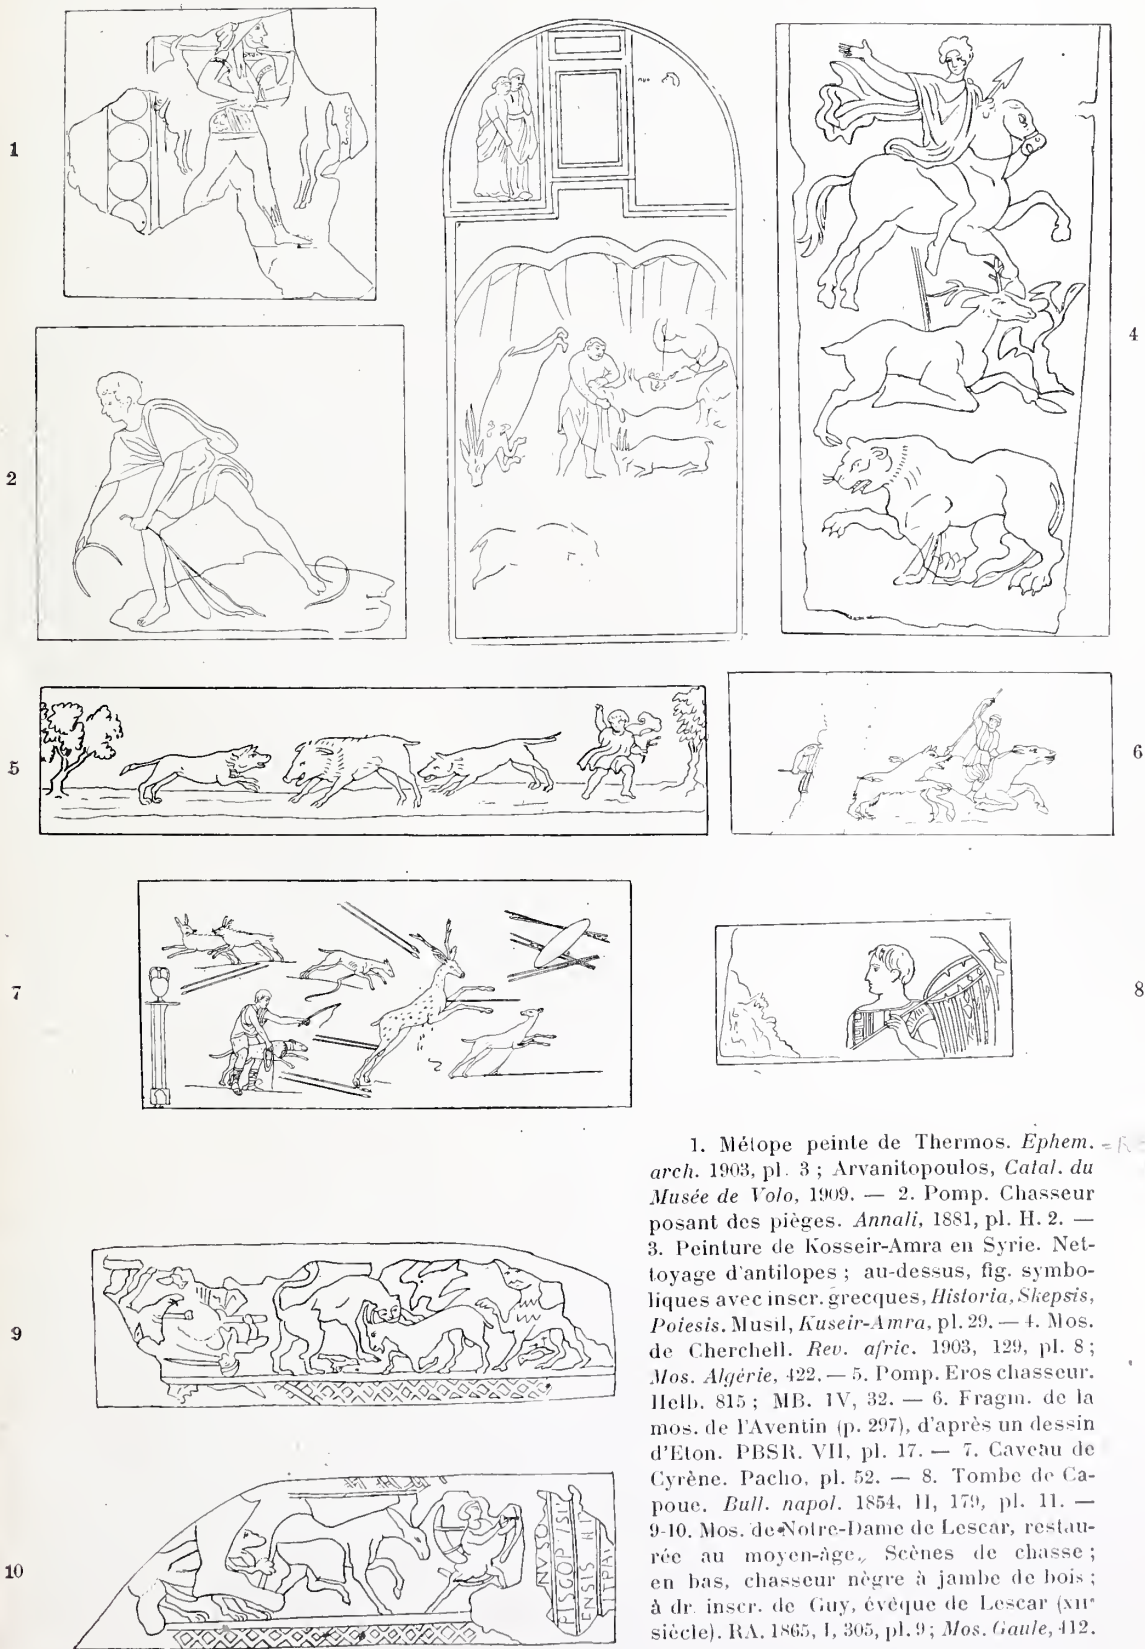 1
4
2
5
6
7
8
1. Métope peinte de Thermos. Ephem.
arch. 1903, pl. 3 ; Arvanitopoulos, Catal. du
Musée de Volo, 1909. — 2. Pomp. Chasseur
posant des pièges. Annali, 1881, pl. H. 2. —
3. Peinture de Kosseir-Amra en Syrie. Net-
toyage d'antilopes ; au-dessus, fig. symbo-
liques avec inscr. grecques, Historia, Skepsis,
Poiesis. Musil, Kuseir-Amra, pl. 29. — 4. Mos.
de Cherchell. Rev. afric. 1903, 129, pl. 8 ;
Mos. Algérie, 422. — 5. Pomp. Eros chasseur.
Helb. 815 ; MB. IV, 32. — 6. Fragm. de la
mos. de l'Aventin (p. 297), d'après un dessin
d'Eton. PBSR. VII, pl. 17. — 7. Caveau de
Cyrène. Pacho, pl. 52. — 8. Tombe de Ca-
poue. Bull. napol. 1854, II, 179, pl. 11. —
9-10. Mos. de Notre-Dame de Lescar, restau-
rée au moyen-âge. Scènes de chasse ;
en bas, chasseur nègre à jambe de bois ;
à dr. inscr. de Guy, évêque de Lescar (XIIe
siècle). RA. 1865, I, 305, pl. 9 ; Mos. Gaule, 412.
9
10
NVSO
PISCOP
ENSIS